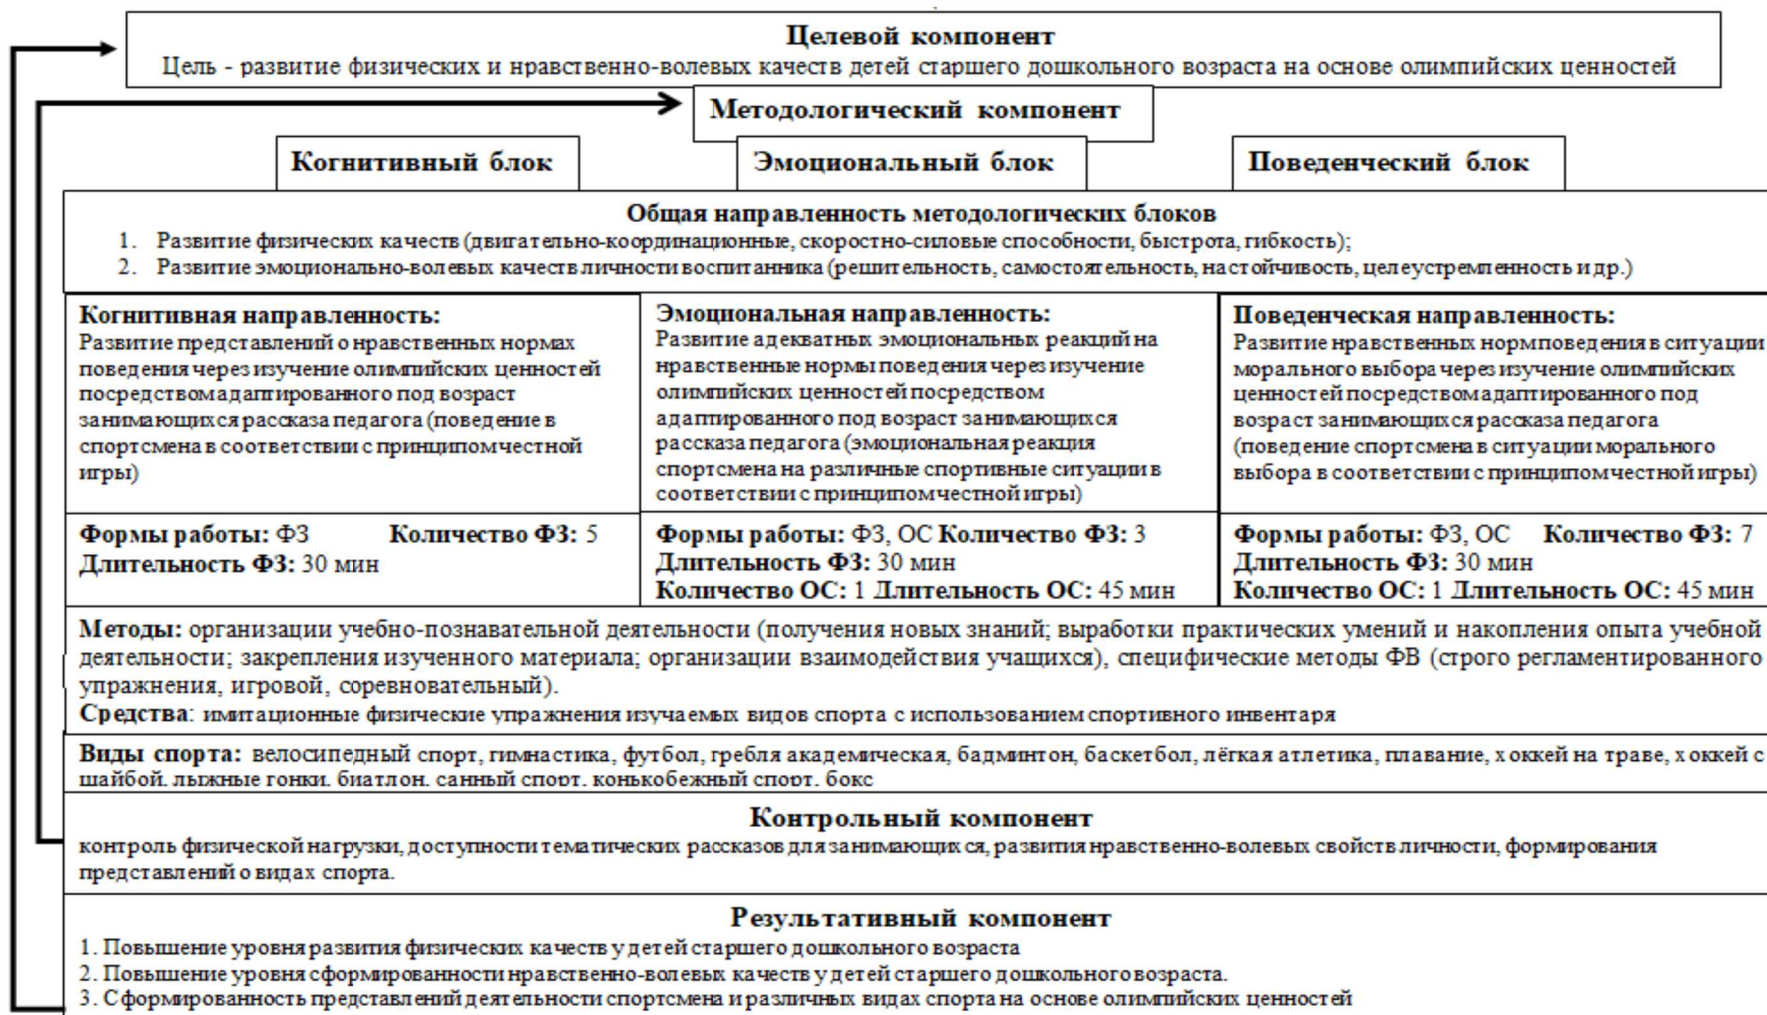 Целевой компонент
Цель - развитие физических и нравственно-волевых качеств детей старшего дошкольного возраста на основе олимпийских ценностей
Методологический компонент
Когнитивный блок
Эмоциональный блок
Поведенческий блок
Общая направленность методологических блоков
1. Развитие физических качеств (двигательно-координационные, скоростно-силовые способности, быстрота, гибкость);
2. Развитие эмоционально-волевых качеств личности воспитанника (решительность, самостоятельность, настойчивость, целеустремленность и др.)
Когнитивная направленность:
Развитие представлений о нравственных нормах
поведения через изучение олимпийских ценностей
посредством адаптированного под возраст
занимающихся рассказа педагога (поведение в
спортсмена в соответствии с принципом честной
игры)
Эмоциональная направленность:
Развитие адекватных эмоциональных реакций на
нравственные нормы поведения через изучение
олимпийских ценностей посредством
адаптированного под возраст занимающихся
рассказа педагога (эмоциональная реакция
спортсмена на различные спортивные ситуации в
соответствии с принципом честной игры)
Поведенческая направленность:
Развитие нравственных норм поведения в ситуации
морального выбора через изучение олимпийских
ценностей посредством адаптированного под
возраст занимающихся рассказа педагога
(поведение спортсмена в ситуации морального
выбора в соответствии с принципом честной игры)
Формы работы: ФЗ Количество ФЗ: 5
Длительность ФЗ: 30 мин
Формы работы: ФЗ, ОС Количество ФЗ: 3
Длительность ФЗ: 30 мин
Количество ОС: 1 Длительность ОС: 45 мин
Формы работы: ФЗ, ОС Количество ФЗ: 7
Длительность ФЗ: 30 мин
Количество ОС: 1 Длительность ОС: 45 мин
Методы: организации учебно-познавательной деятельности (получения новых знаний; выработки практических умений и накопления опыта учебной
деятельности; закрепления изученного материала; организации взаимодействия учащихся), специфические методы ФВ (строго регламентированного
упражнения, игровой, соревновательный).
Средства: имитационные физические упражнения изучаемых видов спорта с использованием спортивного инвентаря
Виды спорта: велосипедный спорт, гимнастика, футбол, гребля академическая, бадминтон, баскетбол, лёгкая атлетика, плавание, хоккей на траве, хоккей с
шайбой, лыжные гонки, биатлон, санный спорт, конькобежный спорт, бокс
Контрольный компонент
контроль физической нагрузки, доступности тематических рассказов для занимающихся, развития нравственно-волевых свойств личности, формирования
представлений о видах спорта.
Результативный компонент
1. Повышение уровня развития физических качеств у детей старшего дошкольного возраста
2. Повышение уровня сформированности нравственно-волевых качеств у детей старшего дошкольного возраста.
3. Сформированность представлений деятельности спортсмена и различных видах спорта на основе олимпийских ценностей